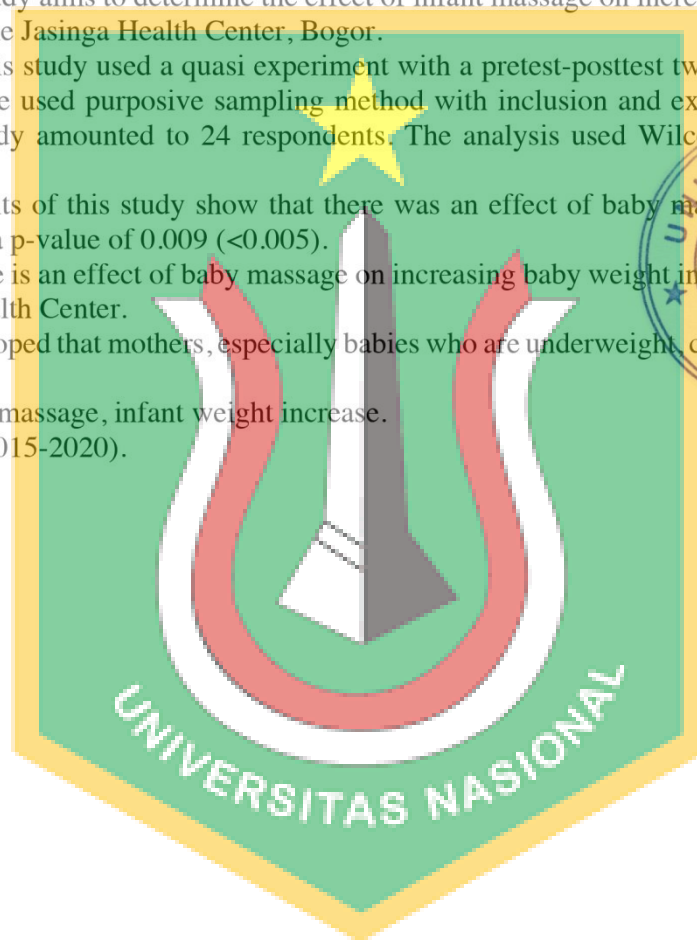 dy aims to determine the effect of infant massage on incre
e Jasinga Health Center, Bogor.
s study used a quasi experiment with a pretest-posttest tw
e used purposive sampling method with inclusion and ex
dy amounted to 24 respondents. The analysis used Wilc
ts of this study show that there was an effect of baby ma
a p-value of 0.009 (<0.005).
e is an effect of baby massage on increasing baby weight in
lth Center.
oped that mothers, especially babies who are underweight, c
massage, infant weight increase.
015-2020).
UNIVERSITAS NASIONAL